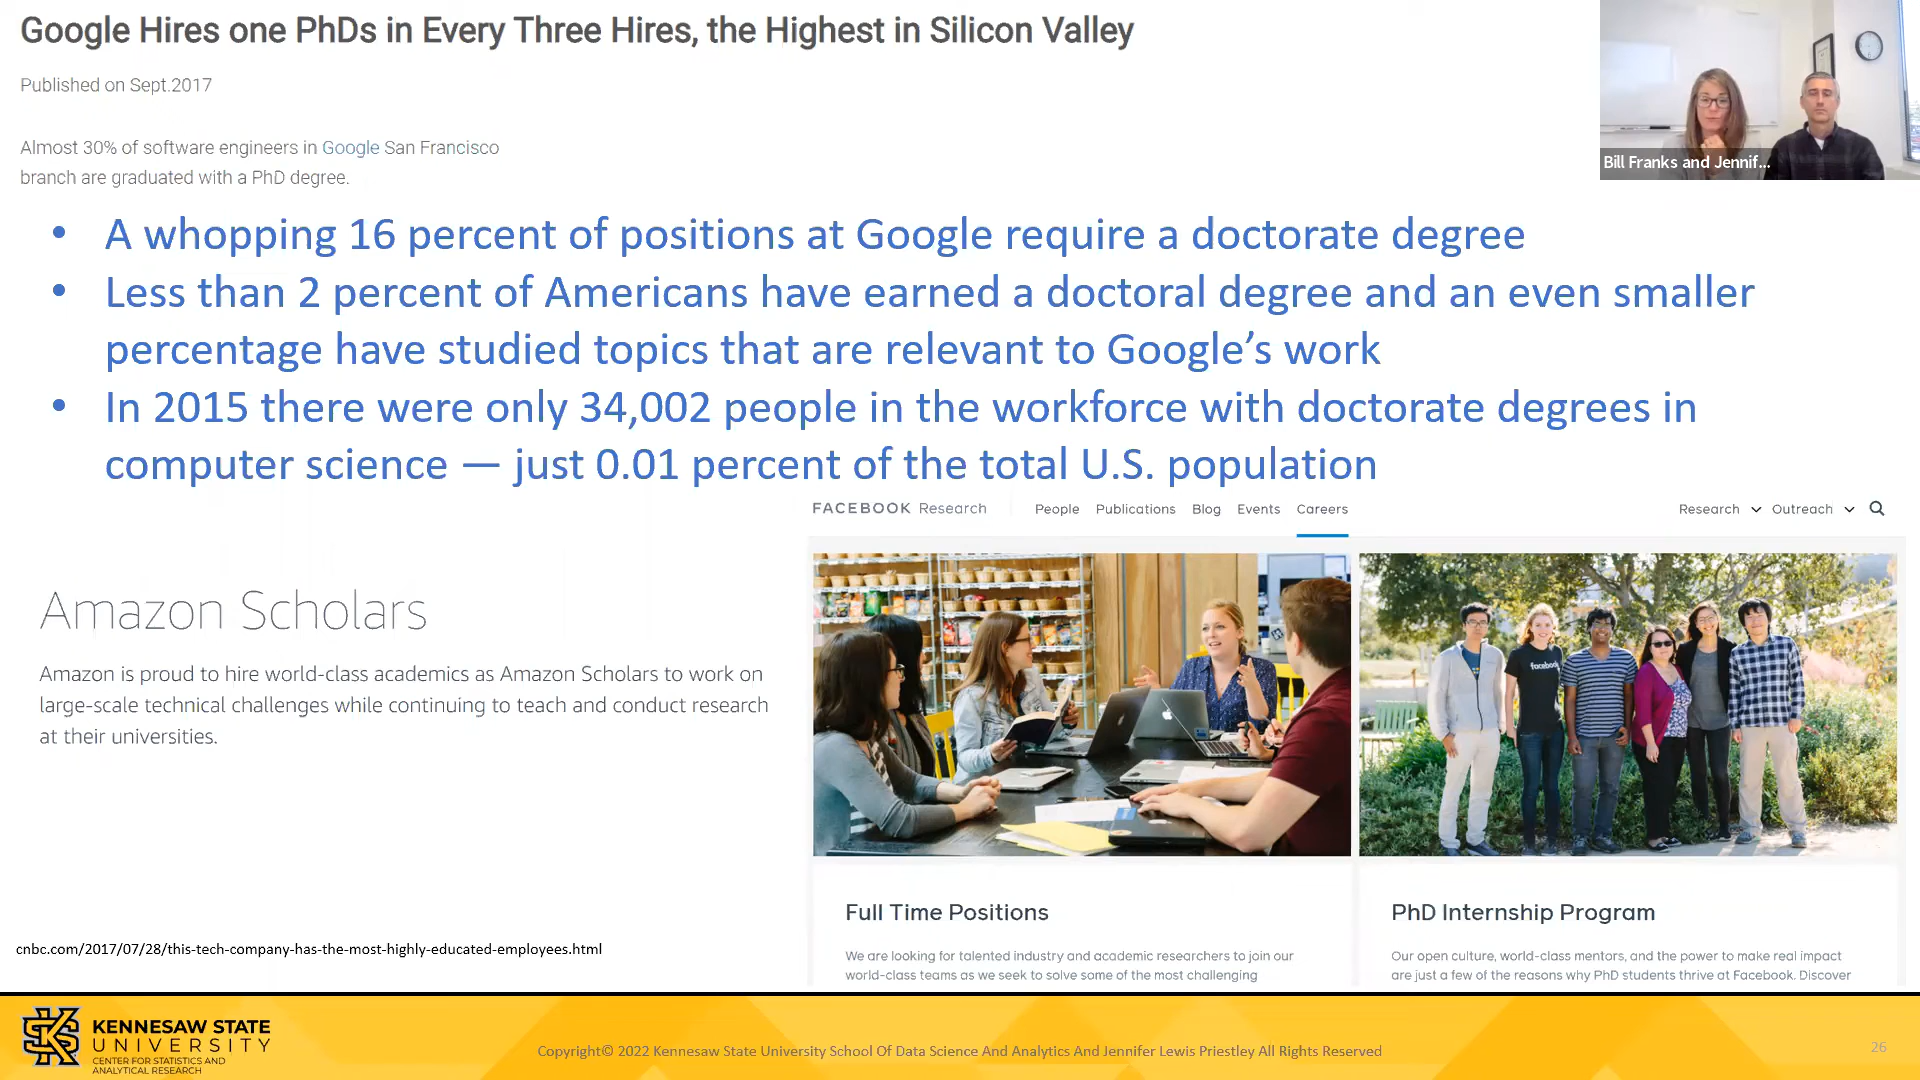 Google Hires one PhDs in Every Three Hires, the Highest in Silicon Valley
Published on Sept.2017
Almost 30% of software engineers in Google San Francisco
branch are graduated with a PhD degree.
Bill Franks and Jennif...
• A whopping 16 percent of positions at Google require a doctorate degree
• Less than 2 percent of Americans have earned a doctoral degree and an even smaller
percentage have studied topics that are relevant to Google's work
• In 2015 there were only 34,002 people in the workforce with doctorate degrees in
computer science — just 0.01 percent of the total U.S. population
FACEBOOK Research People Publications Blog Events Careers Research Outreach
Amazon Scholars
Amazon is proud to hire world-class academics as Amazon Scholars to work on
large-scale technical challenges while continuing to teach and conduct research
at their universities.
facebook
Full Time Positions
We are looking for talented industry and academic researchers to join our
world-class teams as we seek to solve some of the most challenging
PhD Internship Program
Our open culture, world-class mentors, and the power to make real impact
are just a few of the reasons why PhD students thrive at Facebook. Discover
cnbc.com/2017/07/28/this-tech-company-has-the-most-highly-educated-employees.html
KENNESAW STATE
UNIVERSITY
CENTER FOR STATISTICS AND
ANALYTICAL RESEARCH
Copyright© 2022 Kennesaw State University School Of Data Science And Analytics And Jennifer Lewis Priestley All Rights Reserved
26